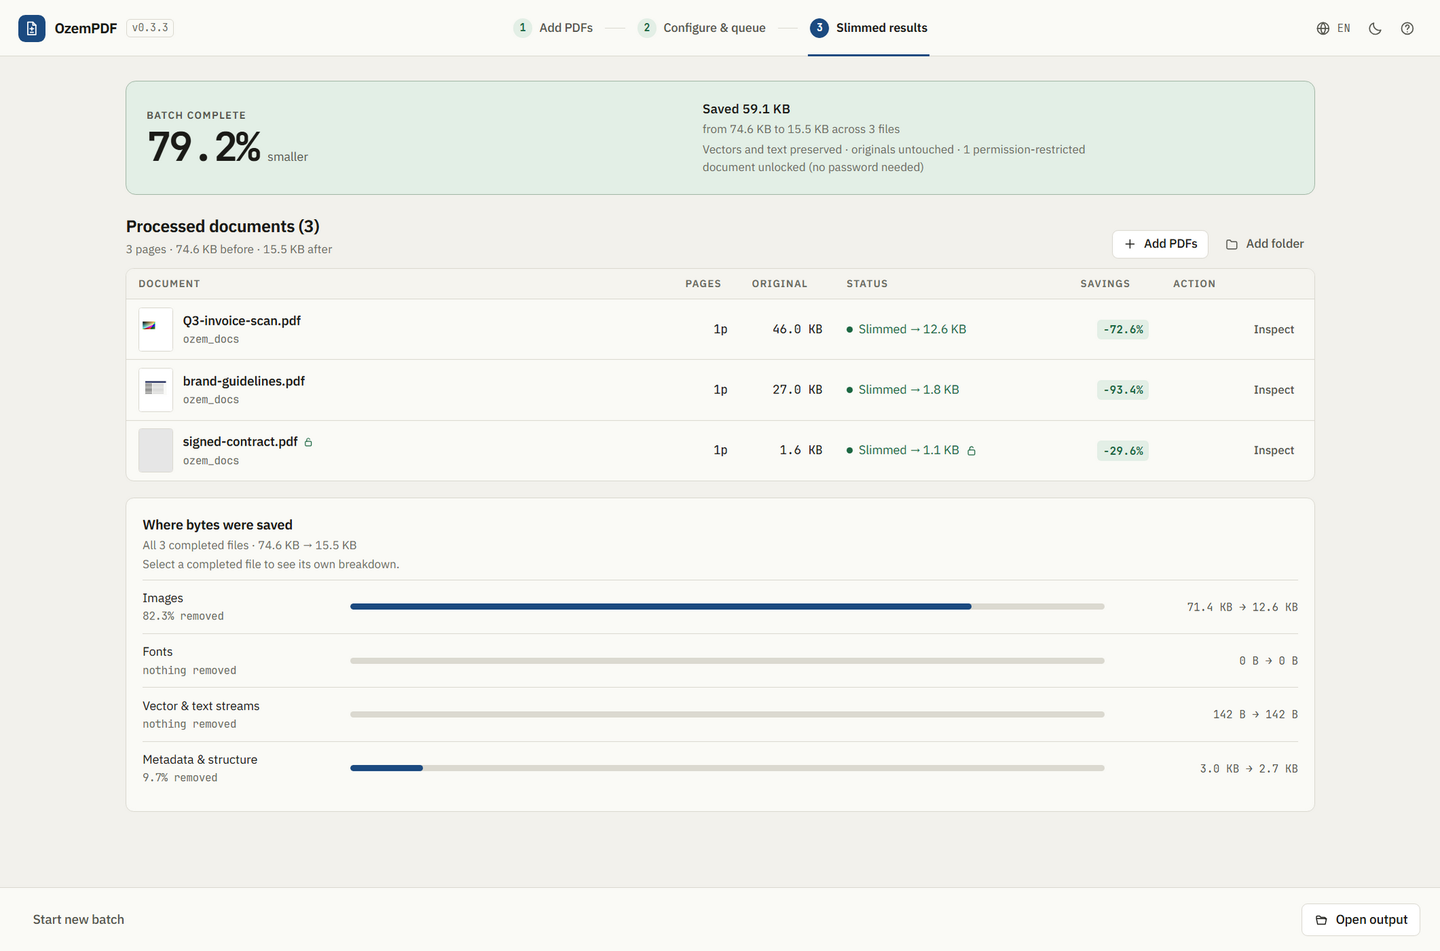 OzemPDF v0.3.3
1 Add PDFs
2 Configure & queue
3 Slimmed results
EN
BATCH COMPLETE
79.2% smaller
Saved 59.1 KB
from 74.6 KB to 15.5 KB across 3 files
Vectors and text preserved · originals untouched · 1 permission-restricted
document unlocked (no password needed)
Processed documents (3)
3 pages · 74.6 KB before · 15.5 KB after
Add PDFs
Add folder
DOCUMENT PAGES ORIGINAL STATUS SAVINGS ACTION
Q3-invoice-scan.pdf
ozem_docs
1p 46.0 KB Slimmed → 12.6 KB -72.6% Inspect
brand-guidelines.pdf
ozem_docs
1p 27.0 KB Slimmed → 1.8 KB -93.4% Inspect
signed-contract.pdf
ozem_docs
1p 1.6 KB Slimmed → 1.1 KB -29.6% Inspect
Where bytes were saved
All 3 completed files · 74.6 KB → 15.5 KB
Select a completed file to see its own breakdown.
Images
82.3% removed
71.4 KB → 12.6 KB
Fonts
nothing removed
0 B → 0 B
Vector & text streams
nothing removed
142 B → 142 B
Metadata & structure
9.7% removed
3.0 KB → 2.7 KB
Start new batch
Open output